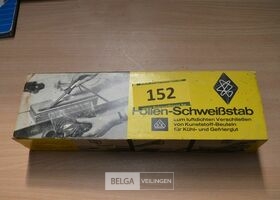 152
Folien-Schweißstab
zum luftdichten Verschließen
von Kunststoff-Beuteln
für Kühl- und Gefriergut
BELGA VEILINGEN